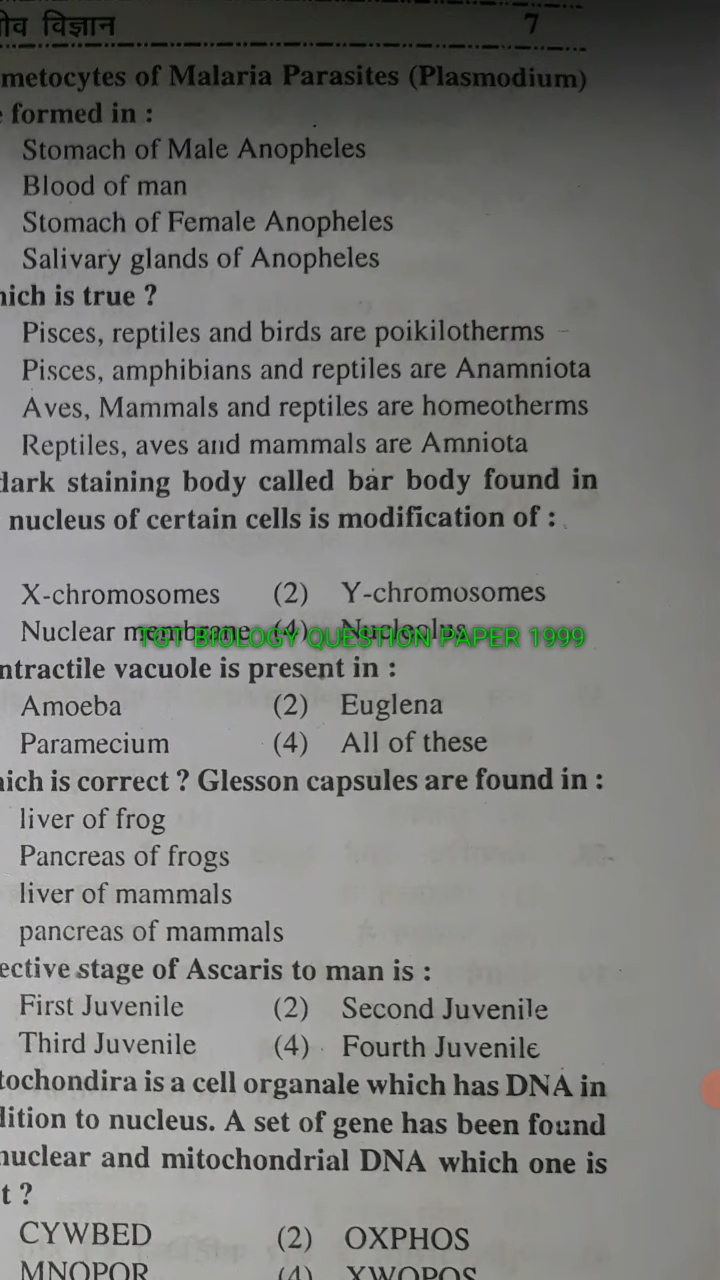 जीव विज्ञान 7
metocytes of Malaria Parasites (Plasmodium)
formed in :
Stomach of Male Anopheles
Blood of man
Stomach of Female Anopheles
Salivary glands of Anopheles
hich is true ?
Pisces, reptiles and birds are poikilotherms
Pisces, amphibians and reptiles are Anamniota
Aves, Mammals and reptiles are homeotherms
Reptiles, aves and mammals are Amniota
dark staining body called bar body found in
nucleus of certain cells is modification of :
X-chromosomes (2) Y-chromosomes
Nuclear membrane (4) Nucleolus
TGT BIOLOGY QUESTION PAPER 1999
ntractile vacuole is present in :
Amoeba (2) Euglena
Paramecium (4) All of these
hich is correct ? Glesson capsules are found in :
liver of frog
Pancreas of frogs
liver of mammals
pancreas of mammals
ective stage of Ascaris to man is :
First Juvenile (2) Second Juvenile
Third Juvenile (4) Fourth Juvenile
tochondira is a cell organale which has DNA in
dition to nucleus. A set of gene has been found
nuclear and mitochondrial DNA which one is
t ?
CYWBED (2) OXPHOS
MNOPOR (4) XWOPOS